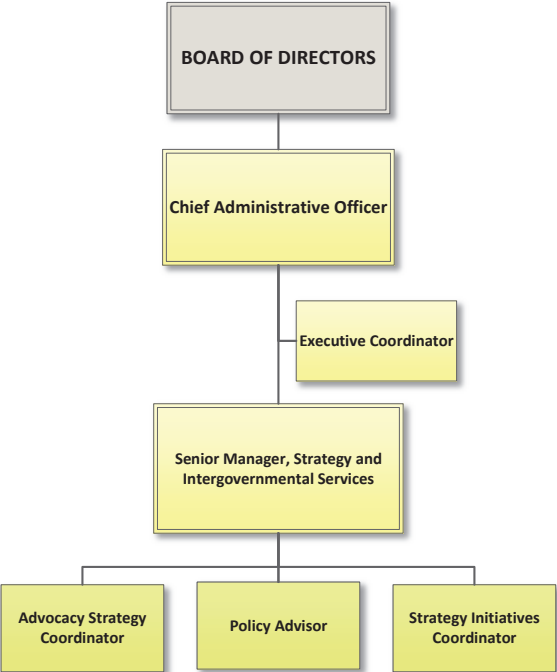 BOARD OF DIRECTORS
Chief Administrative Officer
Executive Coordinator
Senior Manager, Strategy and
Intergovernmental Services
Advocacy Strategy
Coordinator
Policy Advisor
Strategy Initiatives
Coordinator